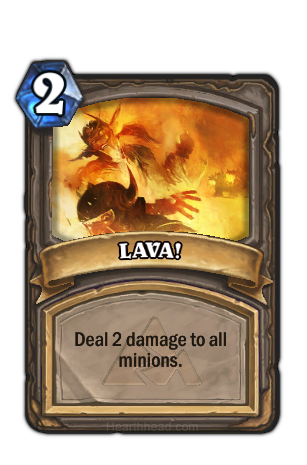 2
LAVA!
Deal 2 damage to all
minions.
Hearthhead.com